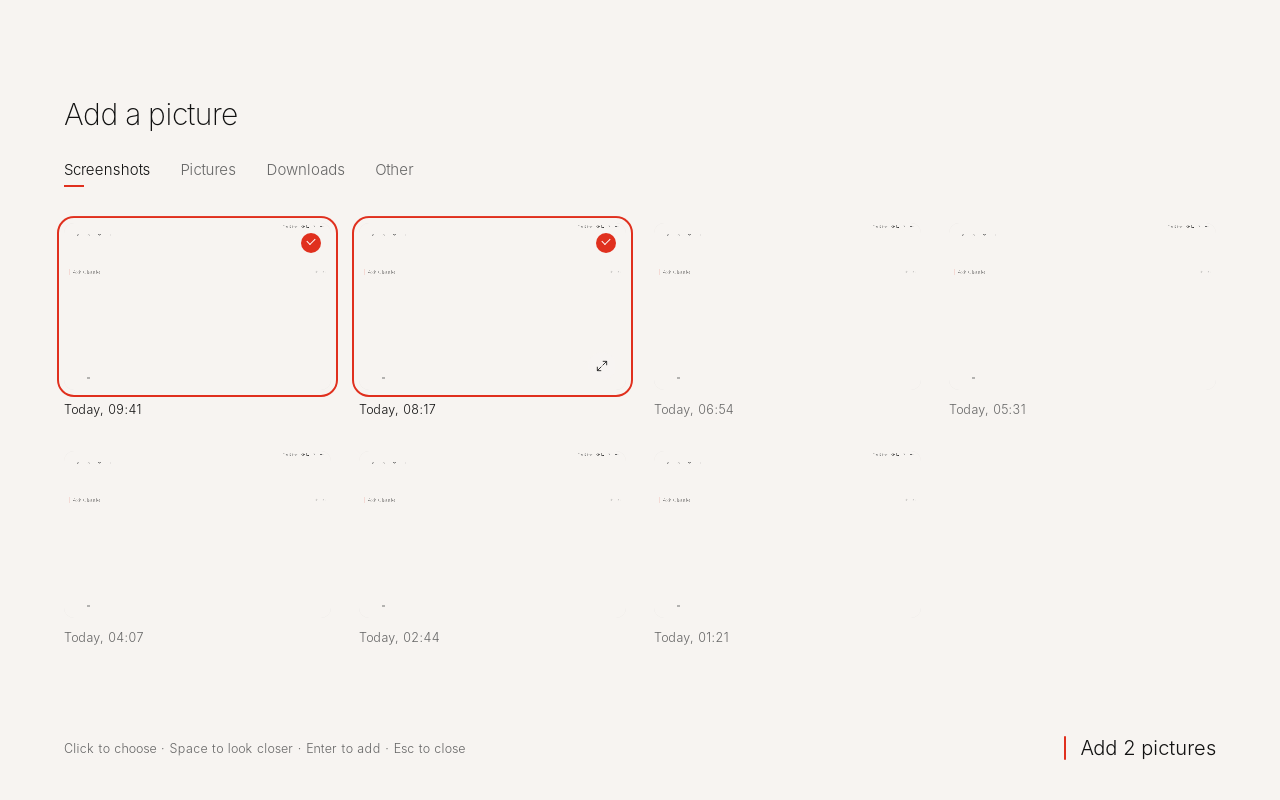 Add a picture
Screenshots Pictures Downloads Other
Today, 09:41 Today, 08:17 Today, 06:54 Today, 05:31
Today, 04:07 Today, 02:44 Today, 01:21
Click to choose · Space to look closer · Enter to add · Esc to close
Add 2 pictures